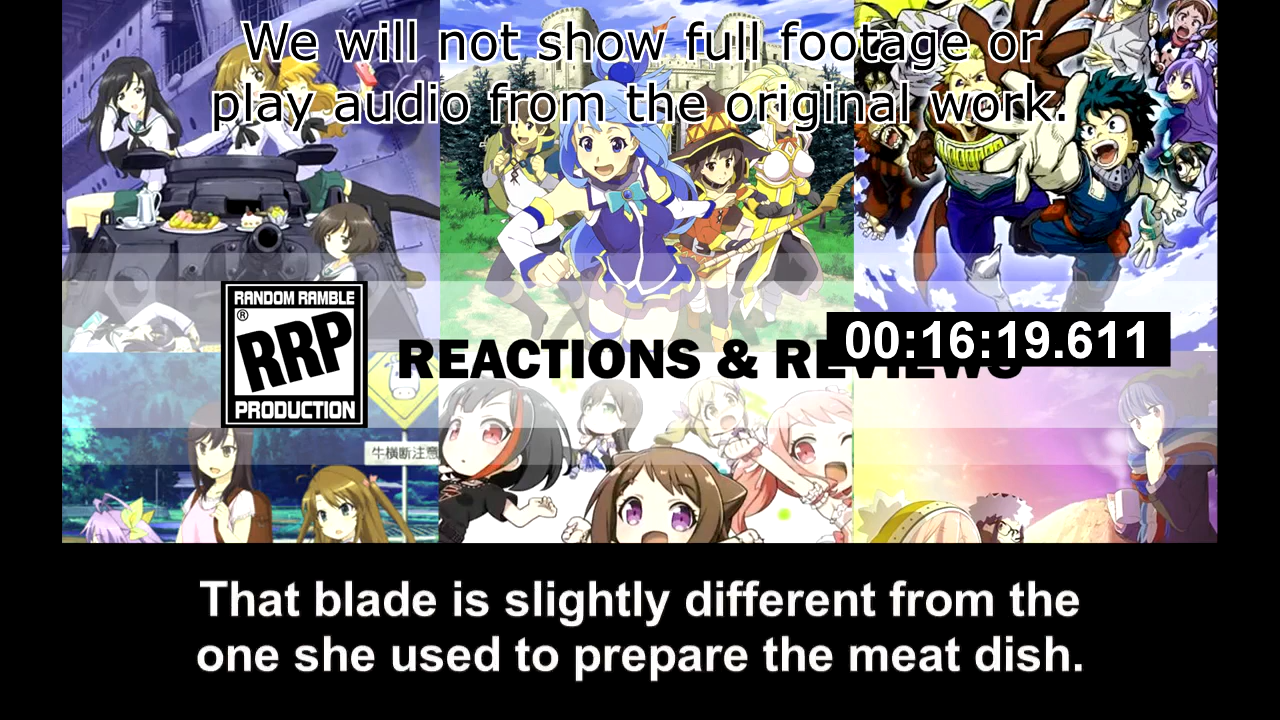 We will not show full footage or
play audio from the original work.
RANDOM RAMBLE
®
RRP
PRODUCTION
REACTIONS & REVIEWS
00:16:19.611
牛横断注意
That blade is slightly different from the
one she used to prepare the meat dish.